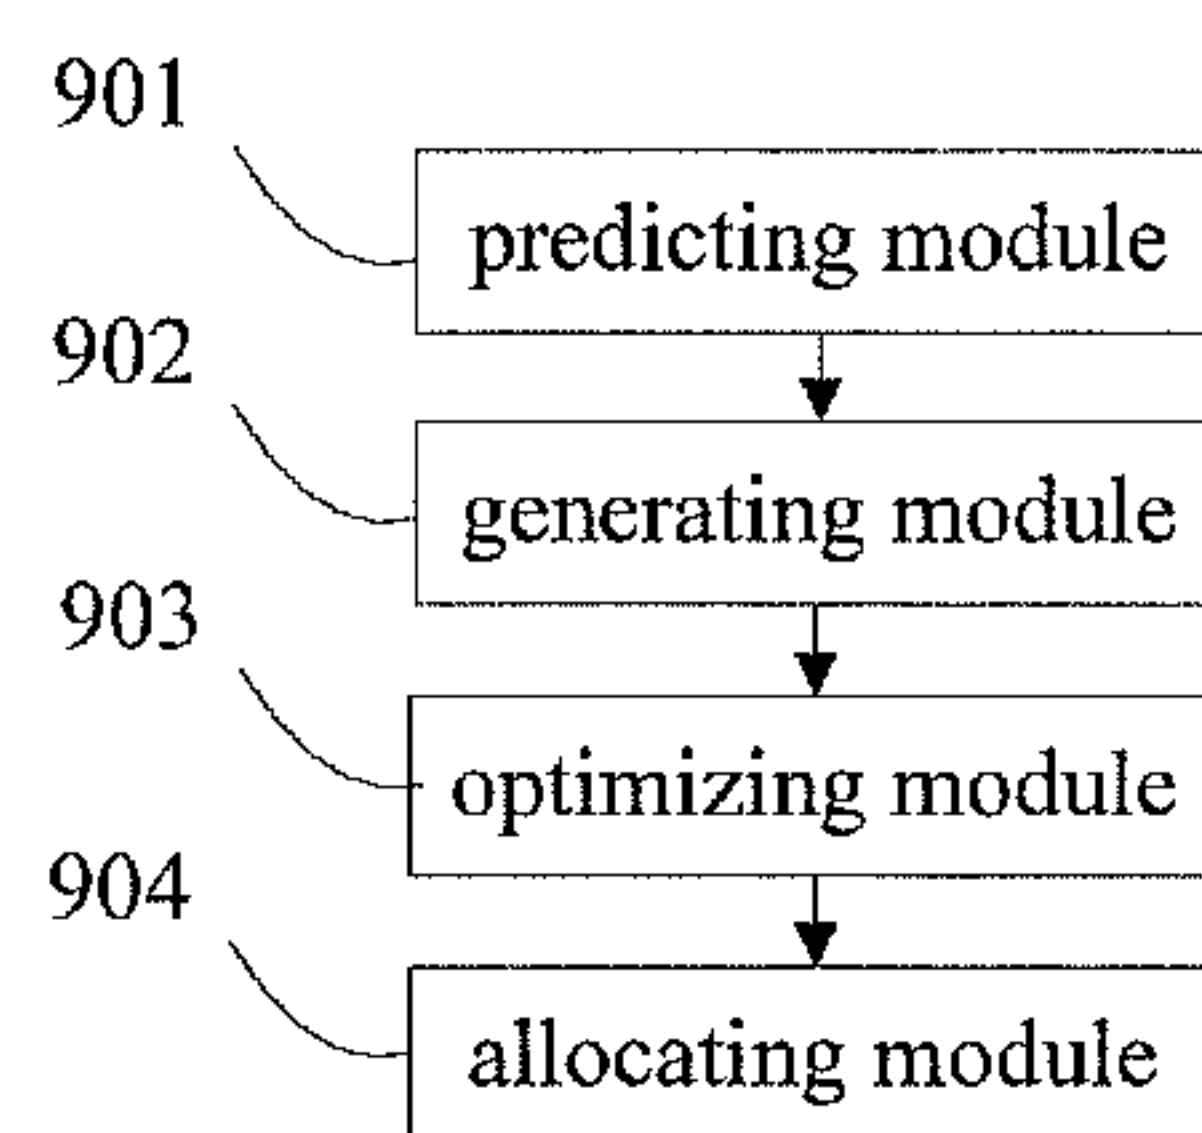 901
predicting module
902
generating module
903
optimizing module
904
allocating module